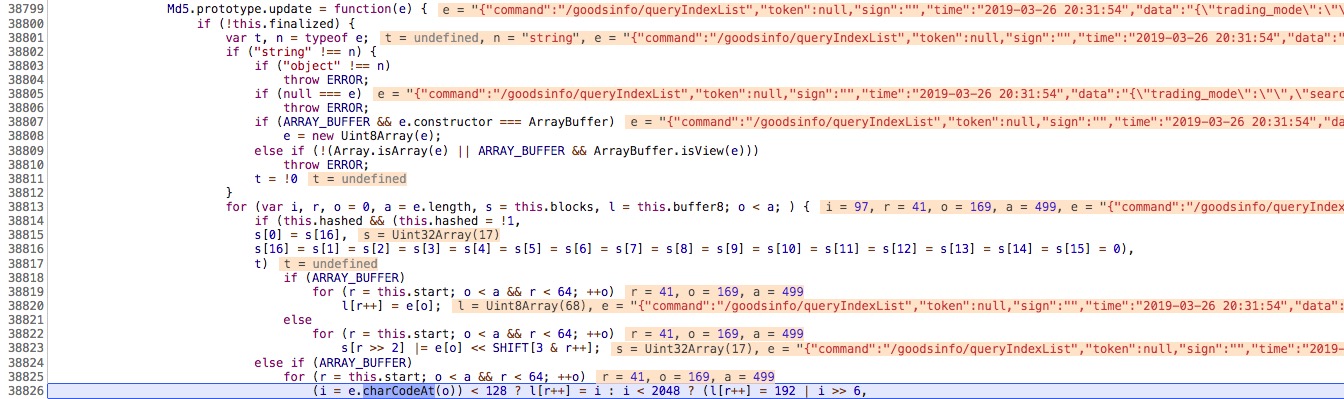 38799 Md5.prototype.update = function(e) { e = "{"command":"/goodsinfo/queryIndexList","token":null,"sign":"","time":"2019-03-26 20:31:54","data":"{\"trading_mode\":\"\
38800 if (!this.finalized) {
38801 var t, n = typeof e; t = undefined, n = "string", e = "{"command":"/goodsinfo/queryIndexList","token":null,"sign":"","time":"2019-03-26 20:31:54","data":
38802 if ("string" !== n) {
38803 if ("object" !== n)
38804 throw ERROR;
38805 if (null === e) e = "{"command":"/goodsinfo/queryIndexList","token":null,"sign":"","time":"2019-03-26 20:31:54","data":"{\"trading_mode\":\"\",\"searc
38806 throw ERROR;
38807 if (ARRAY_BUFFER && e.constructor === ArrayBuffer) e = "{"command":"/goodsinfo/queryIndexList","token":null,"sign":"","time":"2019-03-26 20:31:54","da
38808 e = new Uint8Array(e);
38809 else if (!(Array.isArray(e) || ARRAY_BUFFER && ArrayBuffer.isView(e)))
38810 throw ERROR;
38811 t = !0 t = undefined
38812 }
38813 for (var i, r, o = 0, a = e.length, s = this.blocks, l = this.buffer8; o < a; ) { i = 97, r = 41, o = 169, a = 499, e = "{"command":"/goodsinfo/queryIndex
38814 if (this.hashed && (this.hashed = !1,
38815 s[0] = s[16], s = Uint32Array(17)
38816 s[16] = s[1] = s[2] = s[3] = s[4] = s[5] = s[6] = s[7] = s[8] = s[9] = s[10] = s[11] = s[12] = s[13] = s[14] = s[15] = 0),
38817 t) t = undefined
38818 if (ARRAY_BUFFER)
38819 for (r = this.start; o < a && r < 64; ++o) r = 41, o = 169, a = 499
38820 l[r++] = e[o]; l = Uint8Array(68), e = "{"command":"/goodsinfo/queryIndexList","token":null,"sign":"","time":"2019-03-26 20:31:54","data":
38821 else
38822 for (r = this.start; o < a && r < 64; ++o) r = 41, o = 169, a = 499
38823 s[r >> 2] |= e[o] << SHIFT[3 & r++]; s = Uint32Array(17), e = "{"command":"/goodsinfo/queryIndexList","token":null,"sign":"","time":"2019-
38824 else if (ARRAY_BUFFER)
38825 for (r = this.start; o < a && r < 64; ++o) r = 41, o = 169, a = 499
38826 (i = e.charCodeAt(o)) < 128 ? l[r++] = i : i < 2048 ? (l[r++] = 192 | i >> 6,